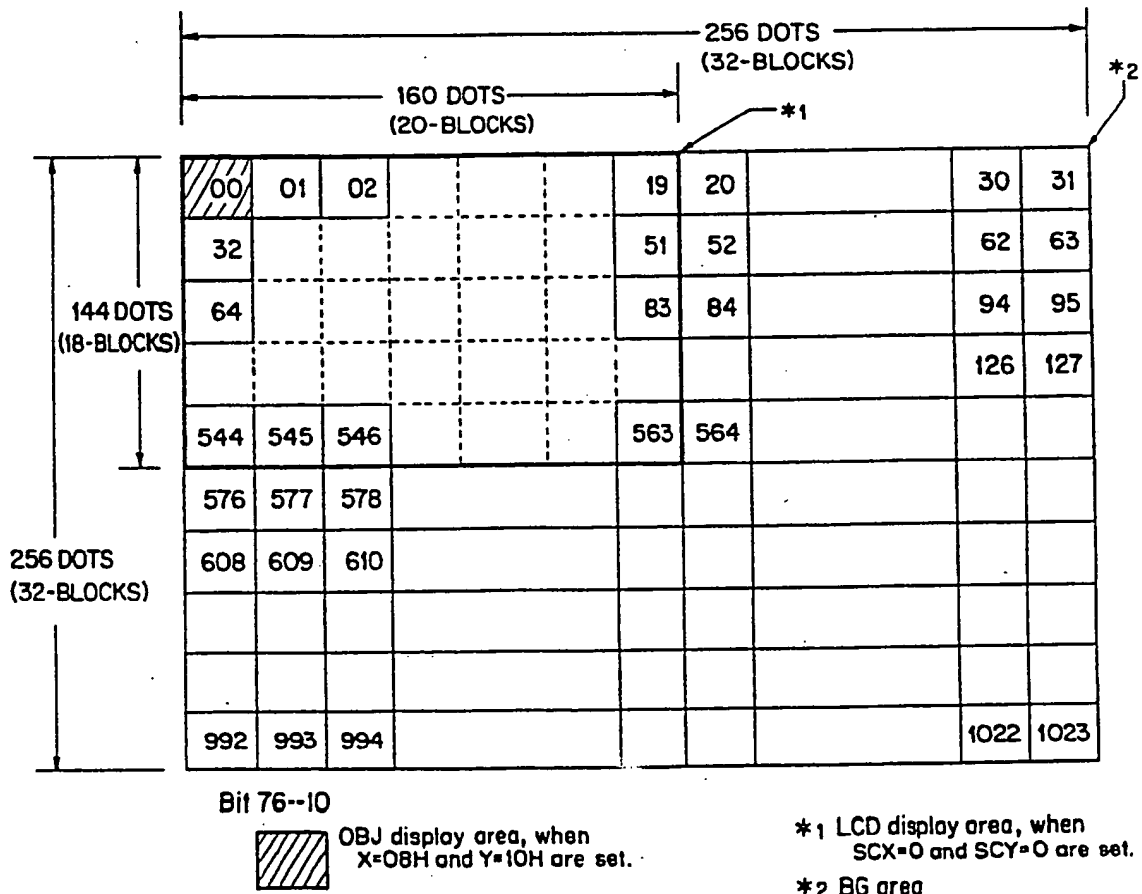 256 DOTS
(32-BLOCKS)
*2
160 DOTS
(20-BLOCKS)
*1
00 01 02 19 20 30 31
32 51 52 62 63
144 DOTS
(18-BLOCKS)
64 83 84 94 95
126 127
544 545 546 563 564
576 577 578
256 DOTS
(32-BLOCKS)
608 609 610
992 993 994 1022 1023
Bit 76--10
OBJ display area, when
X=08H and Y=10H are set.
*1 LCD display area, when
SCX=0 and SCY=0 are set.
*2 BG area